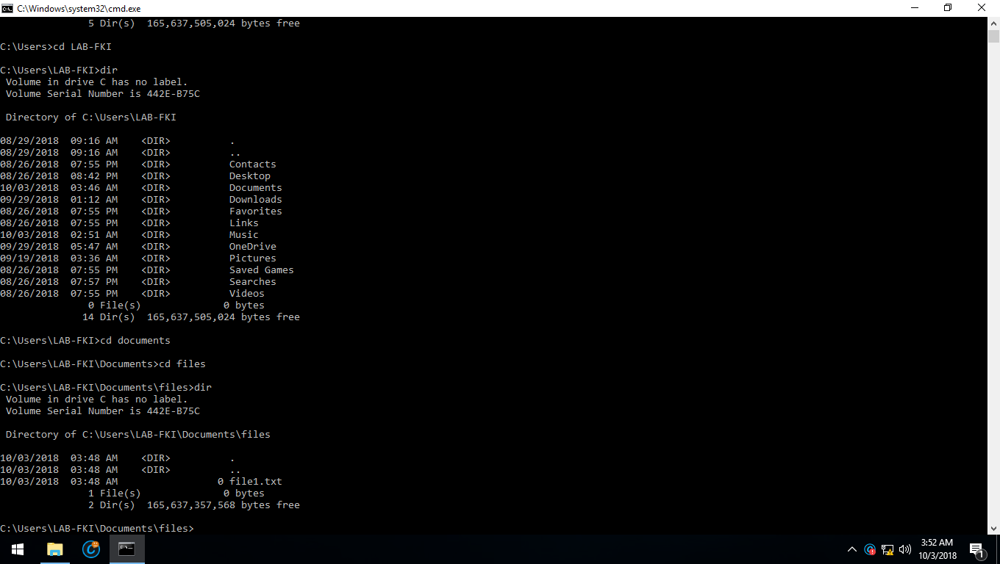 C:\Windows\system32\cmd.exe
5 Dir(s)  165,637,505,024 bytes free
C:\Users>cd LAB-FKI
C:\Users\LAB-FKI>dir
Volume in drive C has no label.
Volume Serial Number is 442E-B75C
Directory of C:\Users\LAB-FKI
08/29/2018  09:16 AM    <DIR>          .
08/29/2018  09:16 AM    <DIR>          ..
08/26/2018  07:55 PM    <DIR>          Contacts
08/26/2018  08:42 PM    <DIR>          Desktop
10/03/2018  03:46 AM    <DIR>          Documents
09/29/2018  01:12 AM    <DIR>          Downloads
08/26/2018  07:55 PM    <DIR>          Favorites
08/26/2018  07:55 PM    <DIR>          Links
10/03/2018  02:51 AM    <DIR>          Music
09/29/2018  05:47 AM    <DIR>          OneDrive
09/19/2018  03:36 AM    <DIR>          Pictures
08/26/2018  07:55 PM    <DIR>          Saved Games
08/26/2018  07:57 PM    <DIR>          Searches
08/26/2018  07:55 PM    <DIR>          Videos
0 File(s)              0 bytes
14 Dir(s)  165,637,505,024 bytes free
C:\Users\LAB-FKI>cd documents
C:\Users\LAB-FKI\Documents>cd files
C:\Users\LAB-FKI\Documents\files>dir
Volume in drive C has no label.
Volume Serial Number is 442E-B75C
Directory of C:\Users\LAB-FKI\Documents\files
10/03/2018  03:48 AM    <DIR>          .
10/03/2018  03:48 AM    <DIR>          ..
10/03/2018  03:48 AM                 0 file1.txt
1 File(s)              0 bytes
2 Dir(s)  165,637,357,568 bytes free
C:\Users\LAB-FKI\Documents\files>
3:52 AM
10/3/2018
1